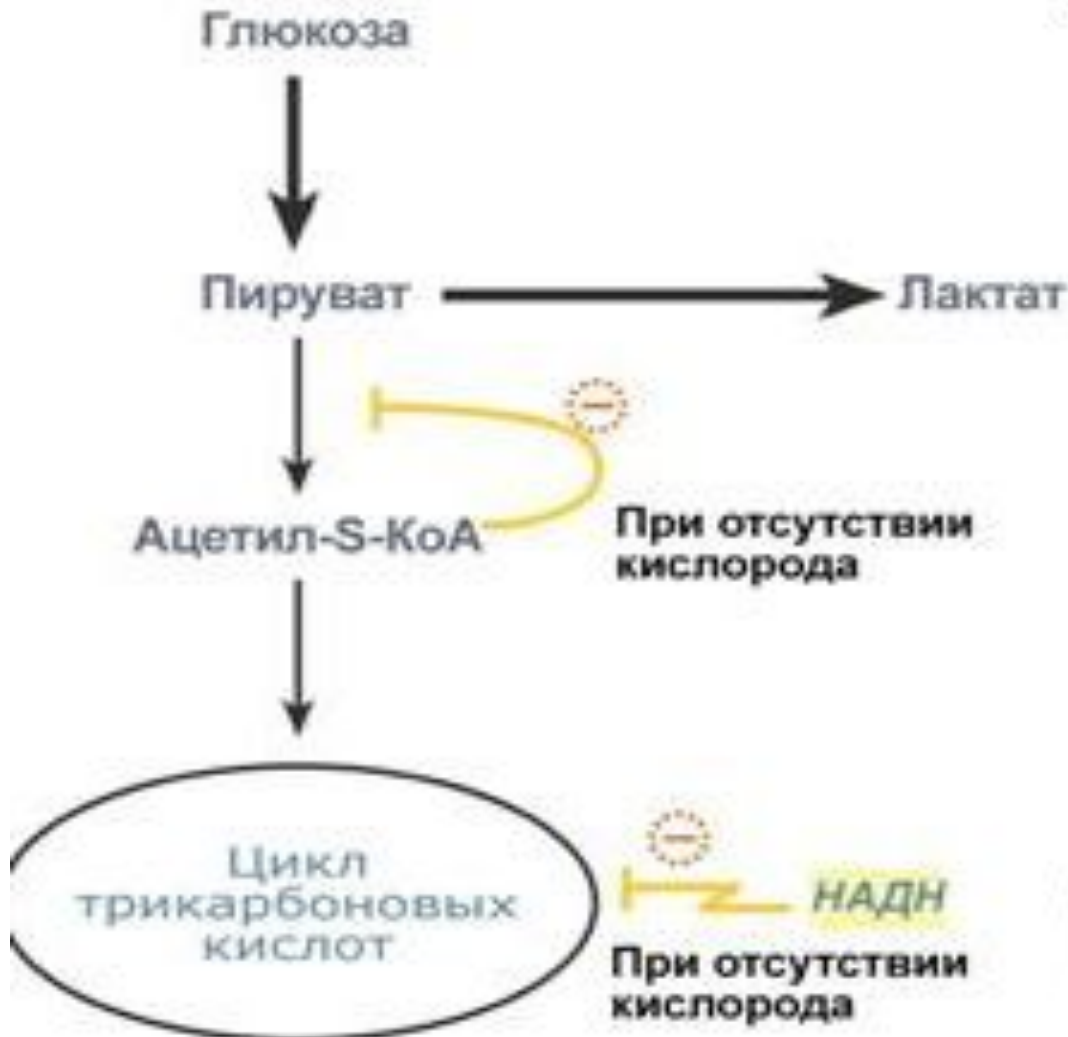 Глюкоза
Пируват
Лактат
Ацетил-S-КоА
При отсутствии
кислорода
Цикл
трикарбоновых
кислот
НАДН
При отсутствии
кислорода